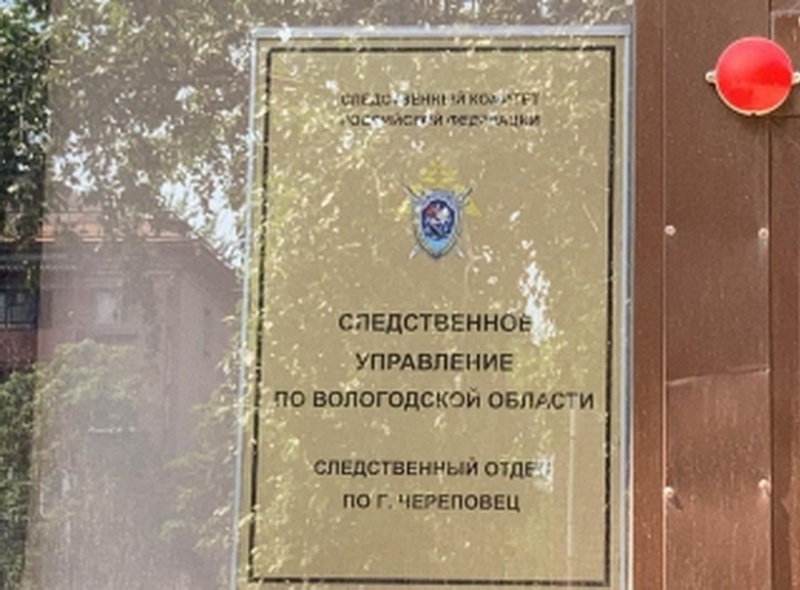 СЛЕДСТВЕННЫЙ КОМИТЕТ
РОССИЙСКОЙ ФЕДЕРАЦИИ
СЛЕДСТВЕННОЕ
УПРАВЛЕНИЕ
ПО ВОЛОГОДСКОЙ ОБЛАСТИ
СЛЕДСТВЕННЫЙ ОТДЕЛ
ПО Г. ЧЕРЕПОВЕЦ